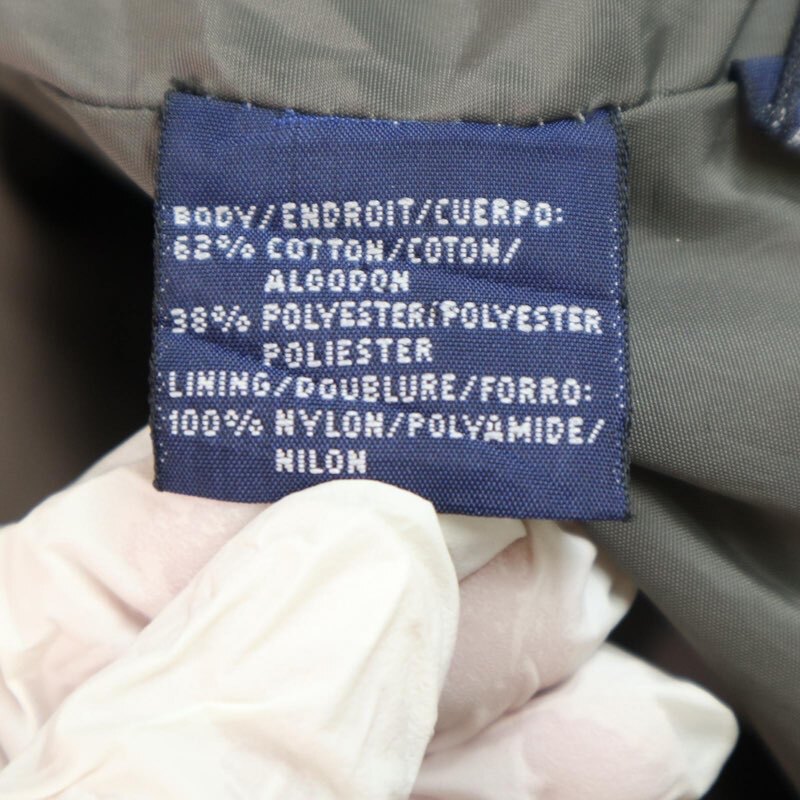 BODY/ENDROIT/CUERPO:
62% COTTON/COTON/
ALGODON
38% POLYESTER/POLYESTER
POLIESTER
LINING/DOUBLURE/FORRO:
100% NYLON/POLYAMIDE/
NILON